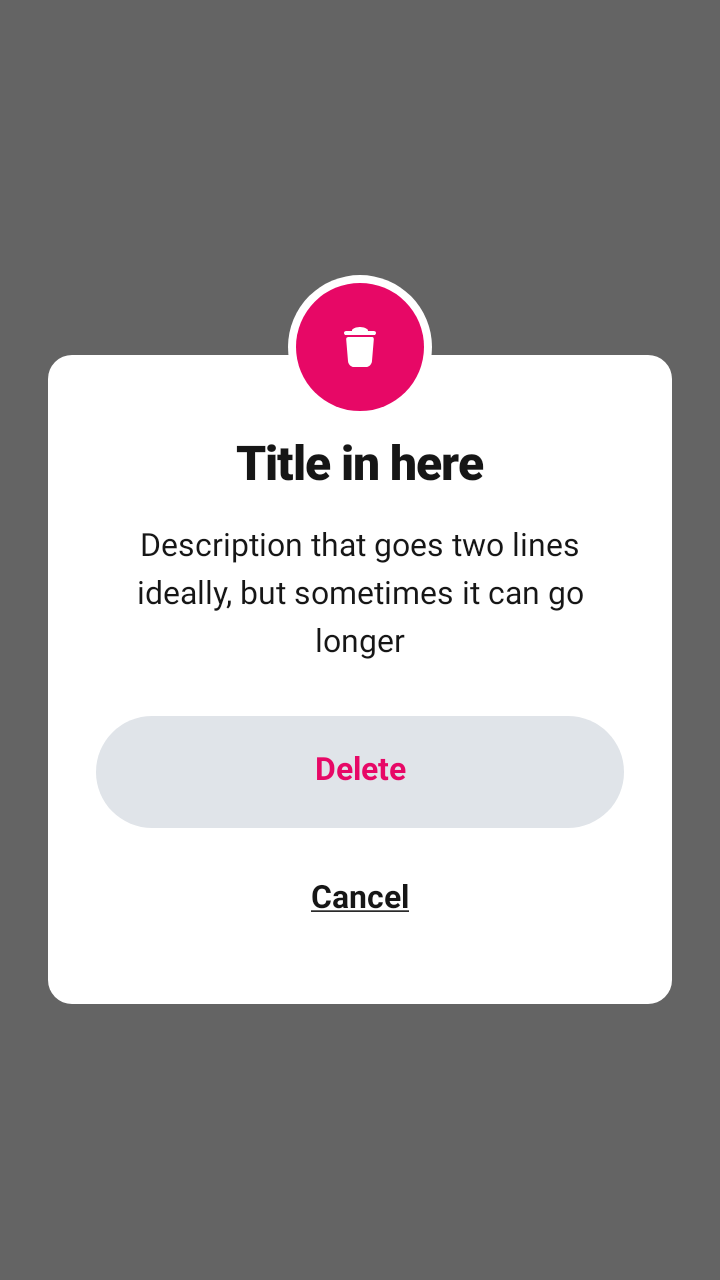 Title in here
Description that goes two lines
ideally, but sometimes it can go
longer
Delete
Cancel